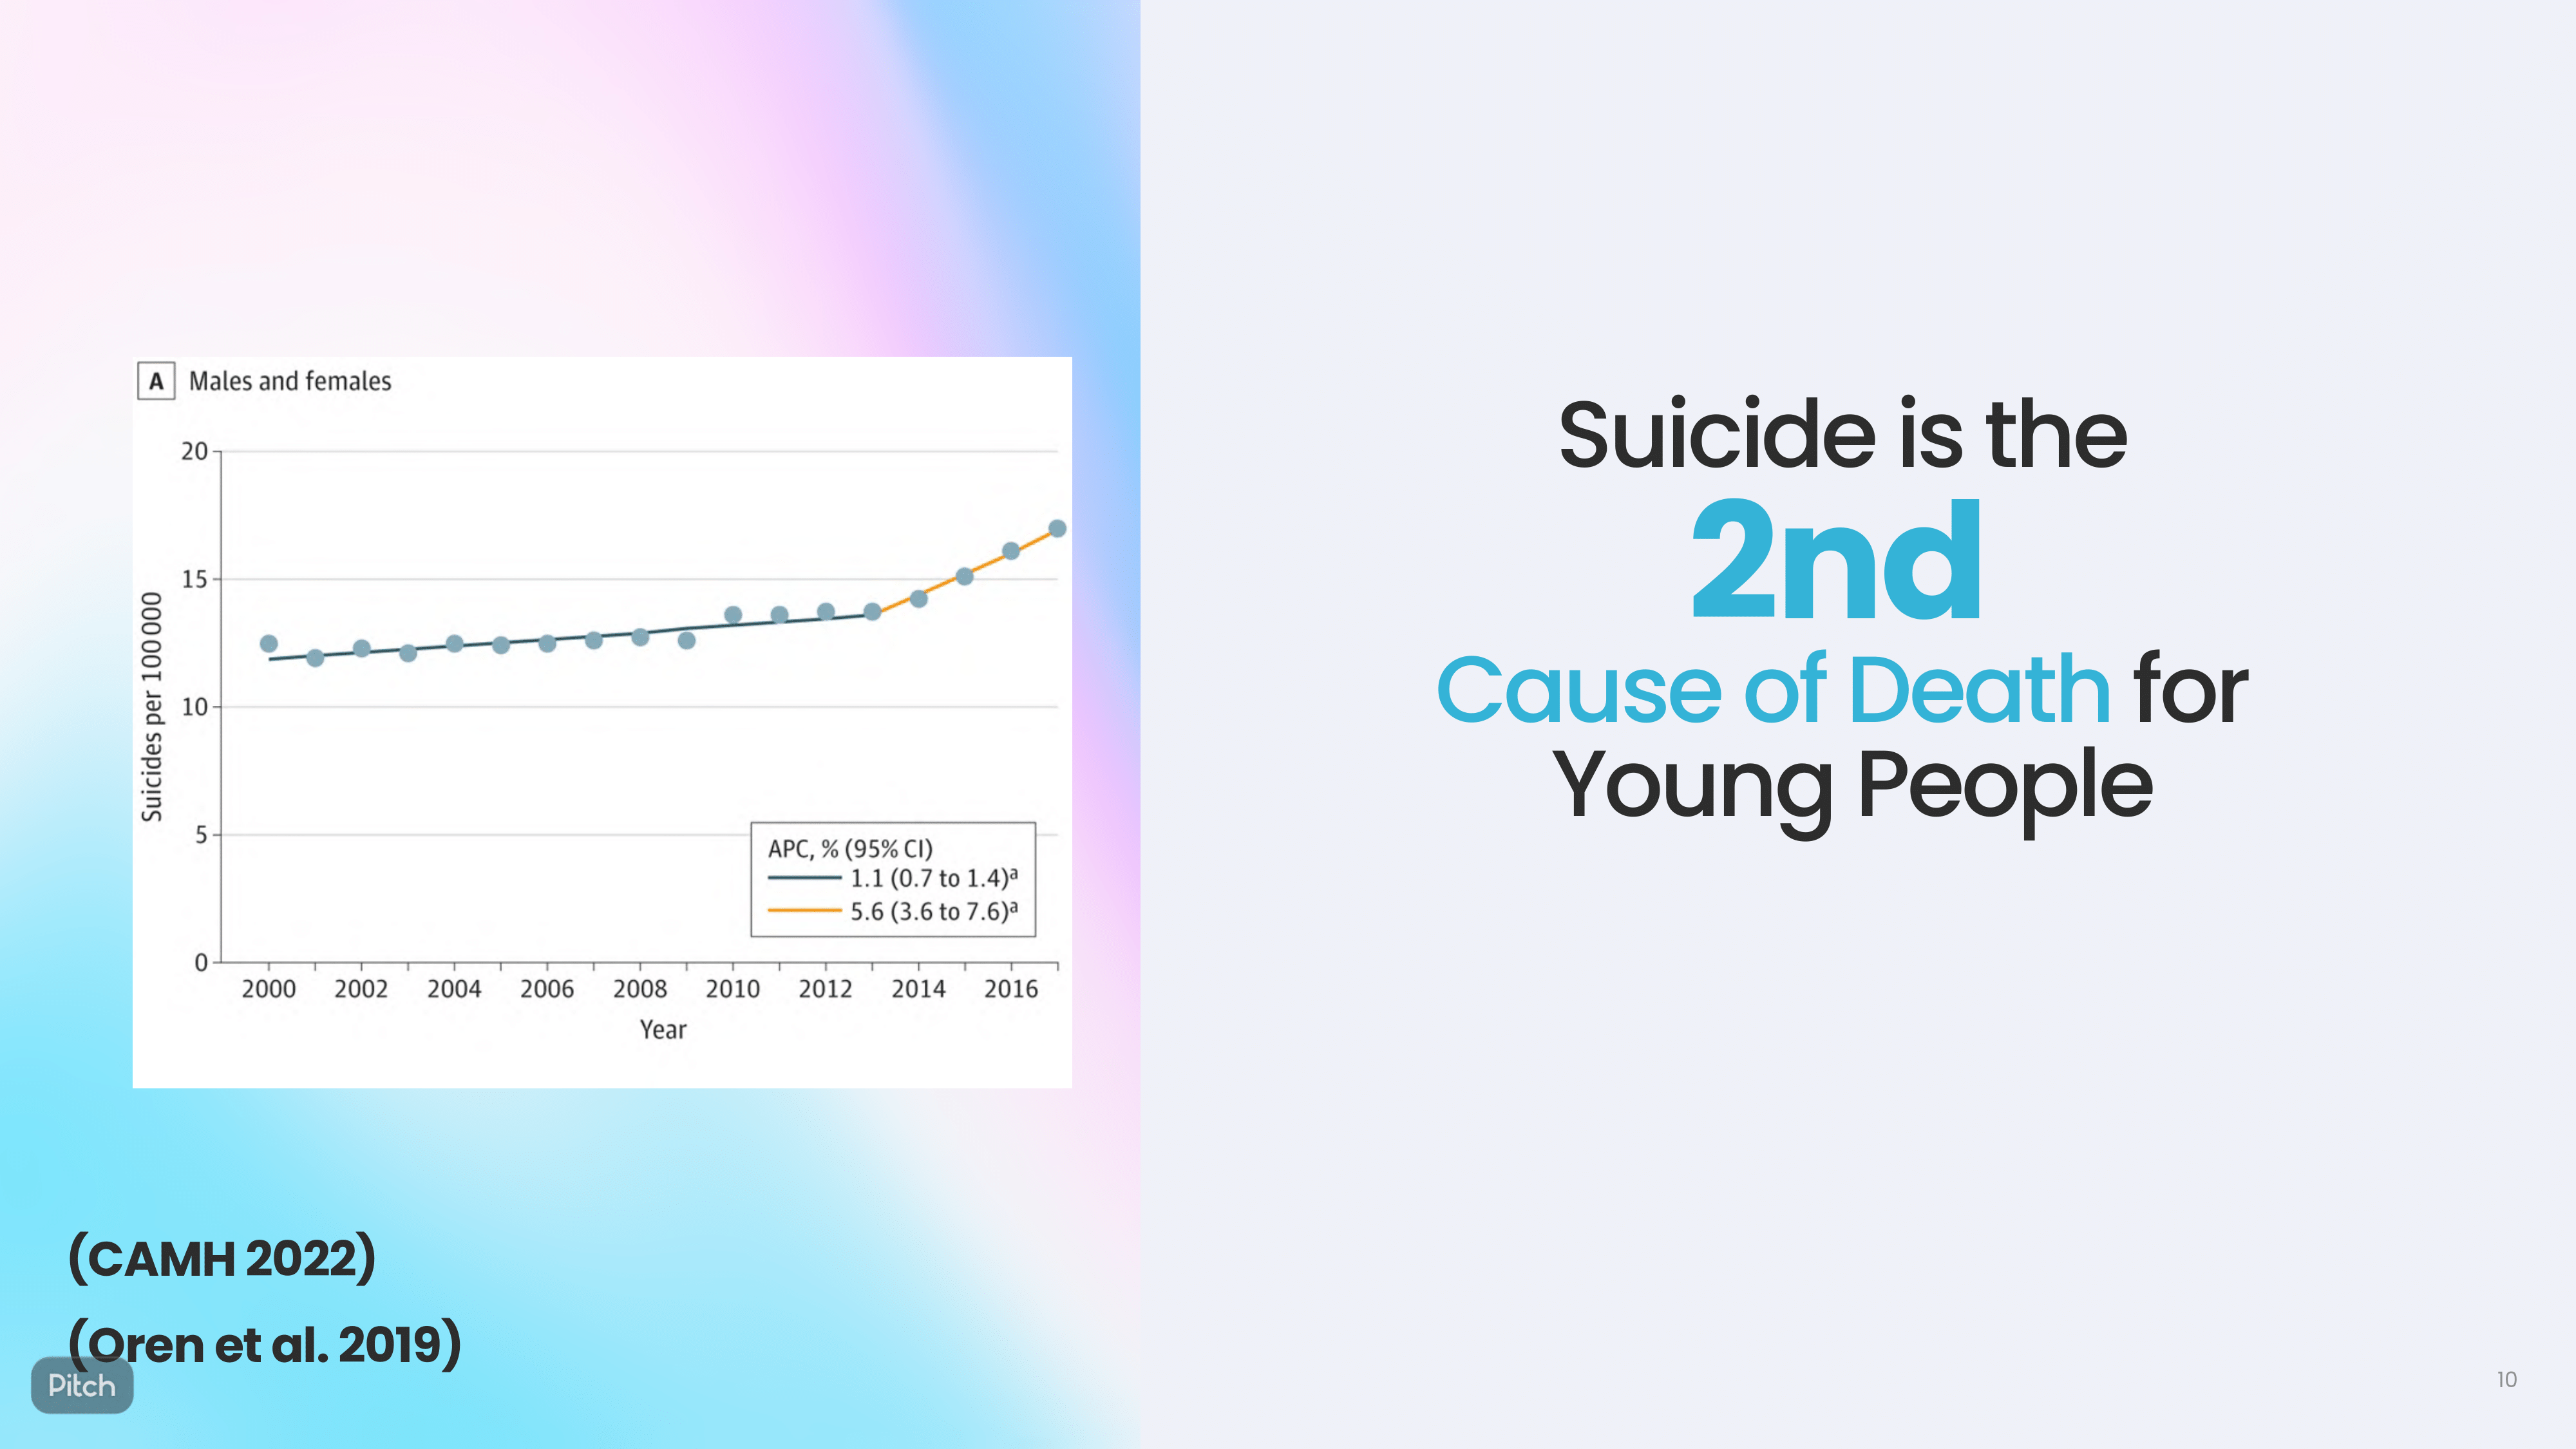 A Males and females
20
15
10
5
0
Suicides per 100 000
APC, % (95% CI)
1.1 (0.7 to 1.4)ᵃ
5.6 (3.6 to 7.6)ᵃ
2000 2002 2004 2006 2008 2010 2012 2014 2016
Year
(CAMH 2022)
(Oren et al. 2019)
Pitch
Suicide is the
2nd
Cause of Death for
Young People
10